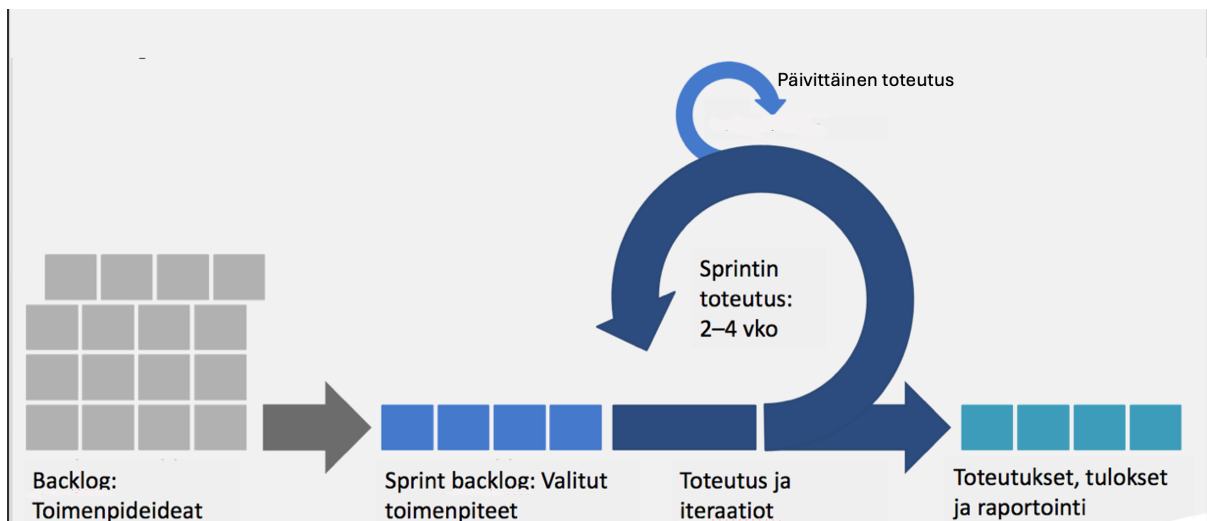 Päivittäinen toteutus
Sprintin
toteutus:
2–4 vko
Backlog:
Toimenpideideat
Sprint backlog: Valitut
toimenpiteet
Toteutus ja
iteraatiot
Toteutukset, tulokset
ja raportointi